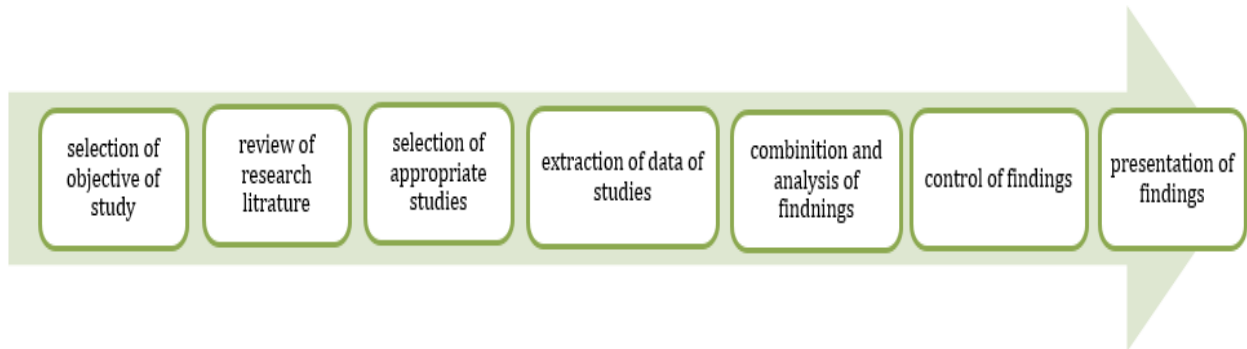 selection of
objective of
study
review of
research
litrature
selection of
appropriate
studies
extraction of data of
studies
combinition and
analysis of
findnings
control of findings
presentation of
findings